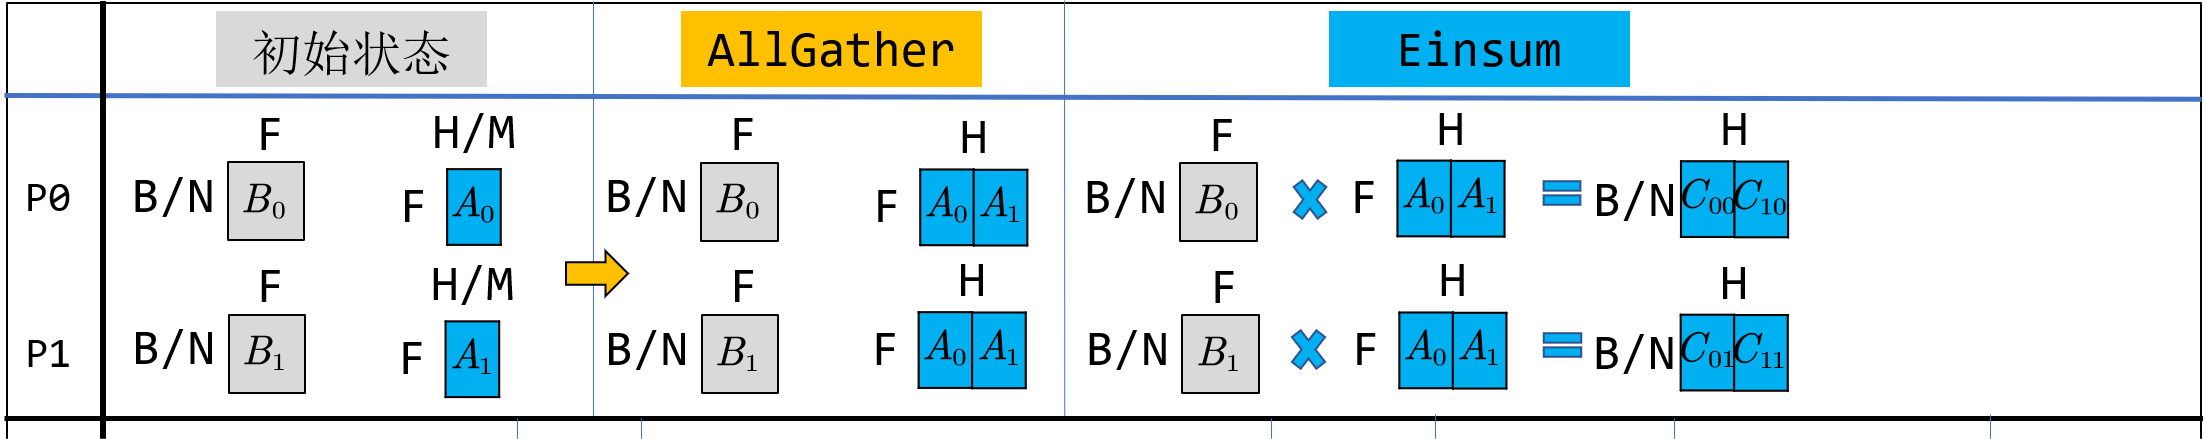 初始状态 AllGather Einsum
F H/M F H F H H
P0 B/N B₀ F A₀ B/N B₀ F A₀ A₁ B/N B₀ F A₀ A₁ B/N C₀₀ C₁₀
F H/M F H F H H
P1 B/N B₁ F A₁ B/N B₁ F A₀ A₁ B/N B₁ F A₀ A₁ B/N C₀₁ C₁₁